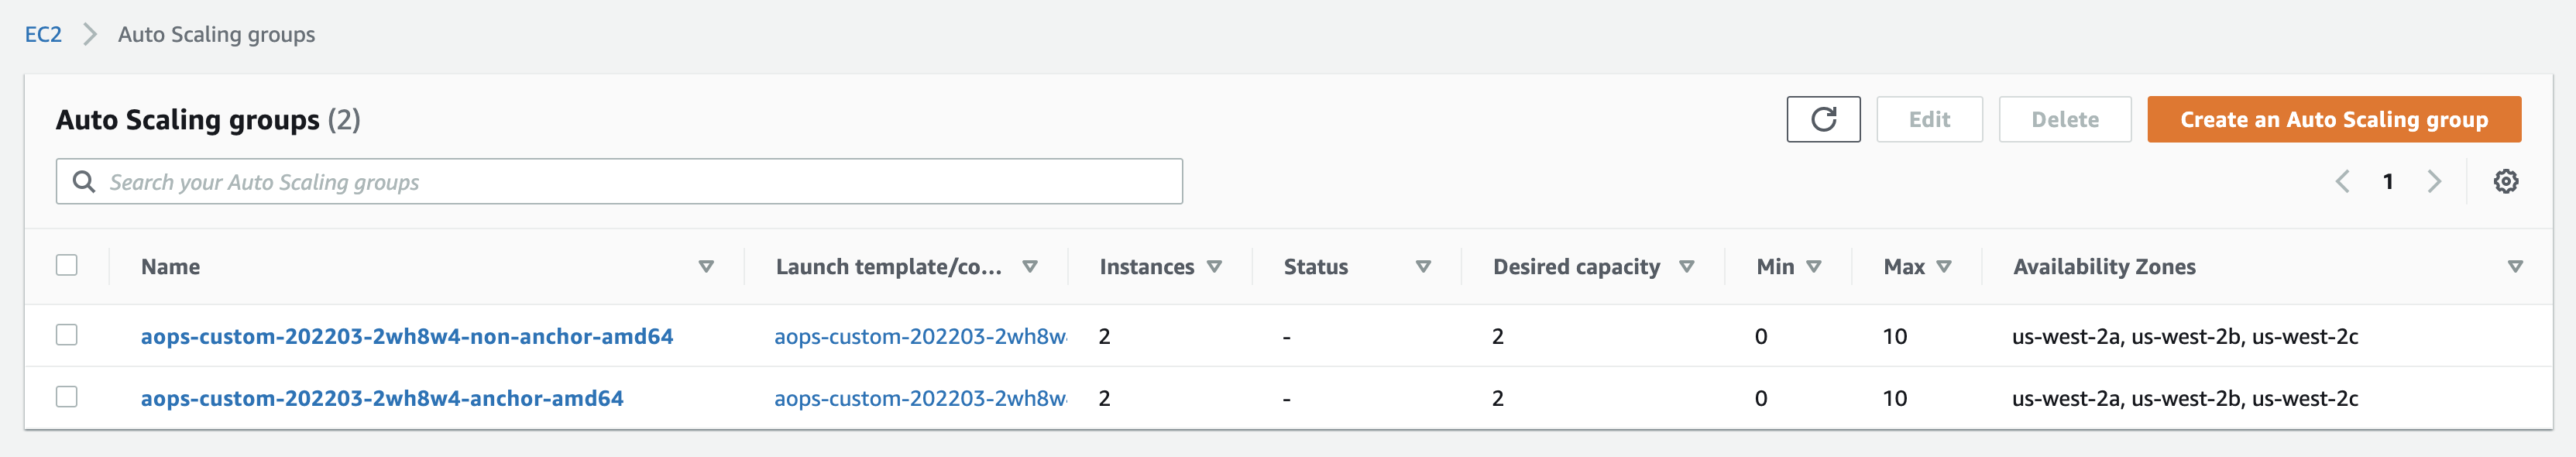 EC2 Auto Scaling groups
Auto Scaling groups (2) Edit Delete Create an Auto Scaling group
Search your Auto Scaling groups 1
Name Launch template/co... Instances Status Desired capacity Min Max Availability Zones
aops-custom-202203-2wh8w4-non-anchor-amd64 aops-custom-202203-2wh8w 2 - 2 0 10 us-west-2a, us-west-2b, us-west-2c
aops-custom-202203-2wh8w4-anchor-amd64 aops-custom-202203-2wh8w 2 - 2 0 10 us-west-2a, us-west-2b, us-west-2c